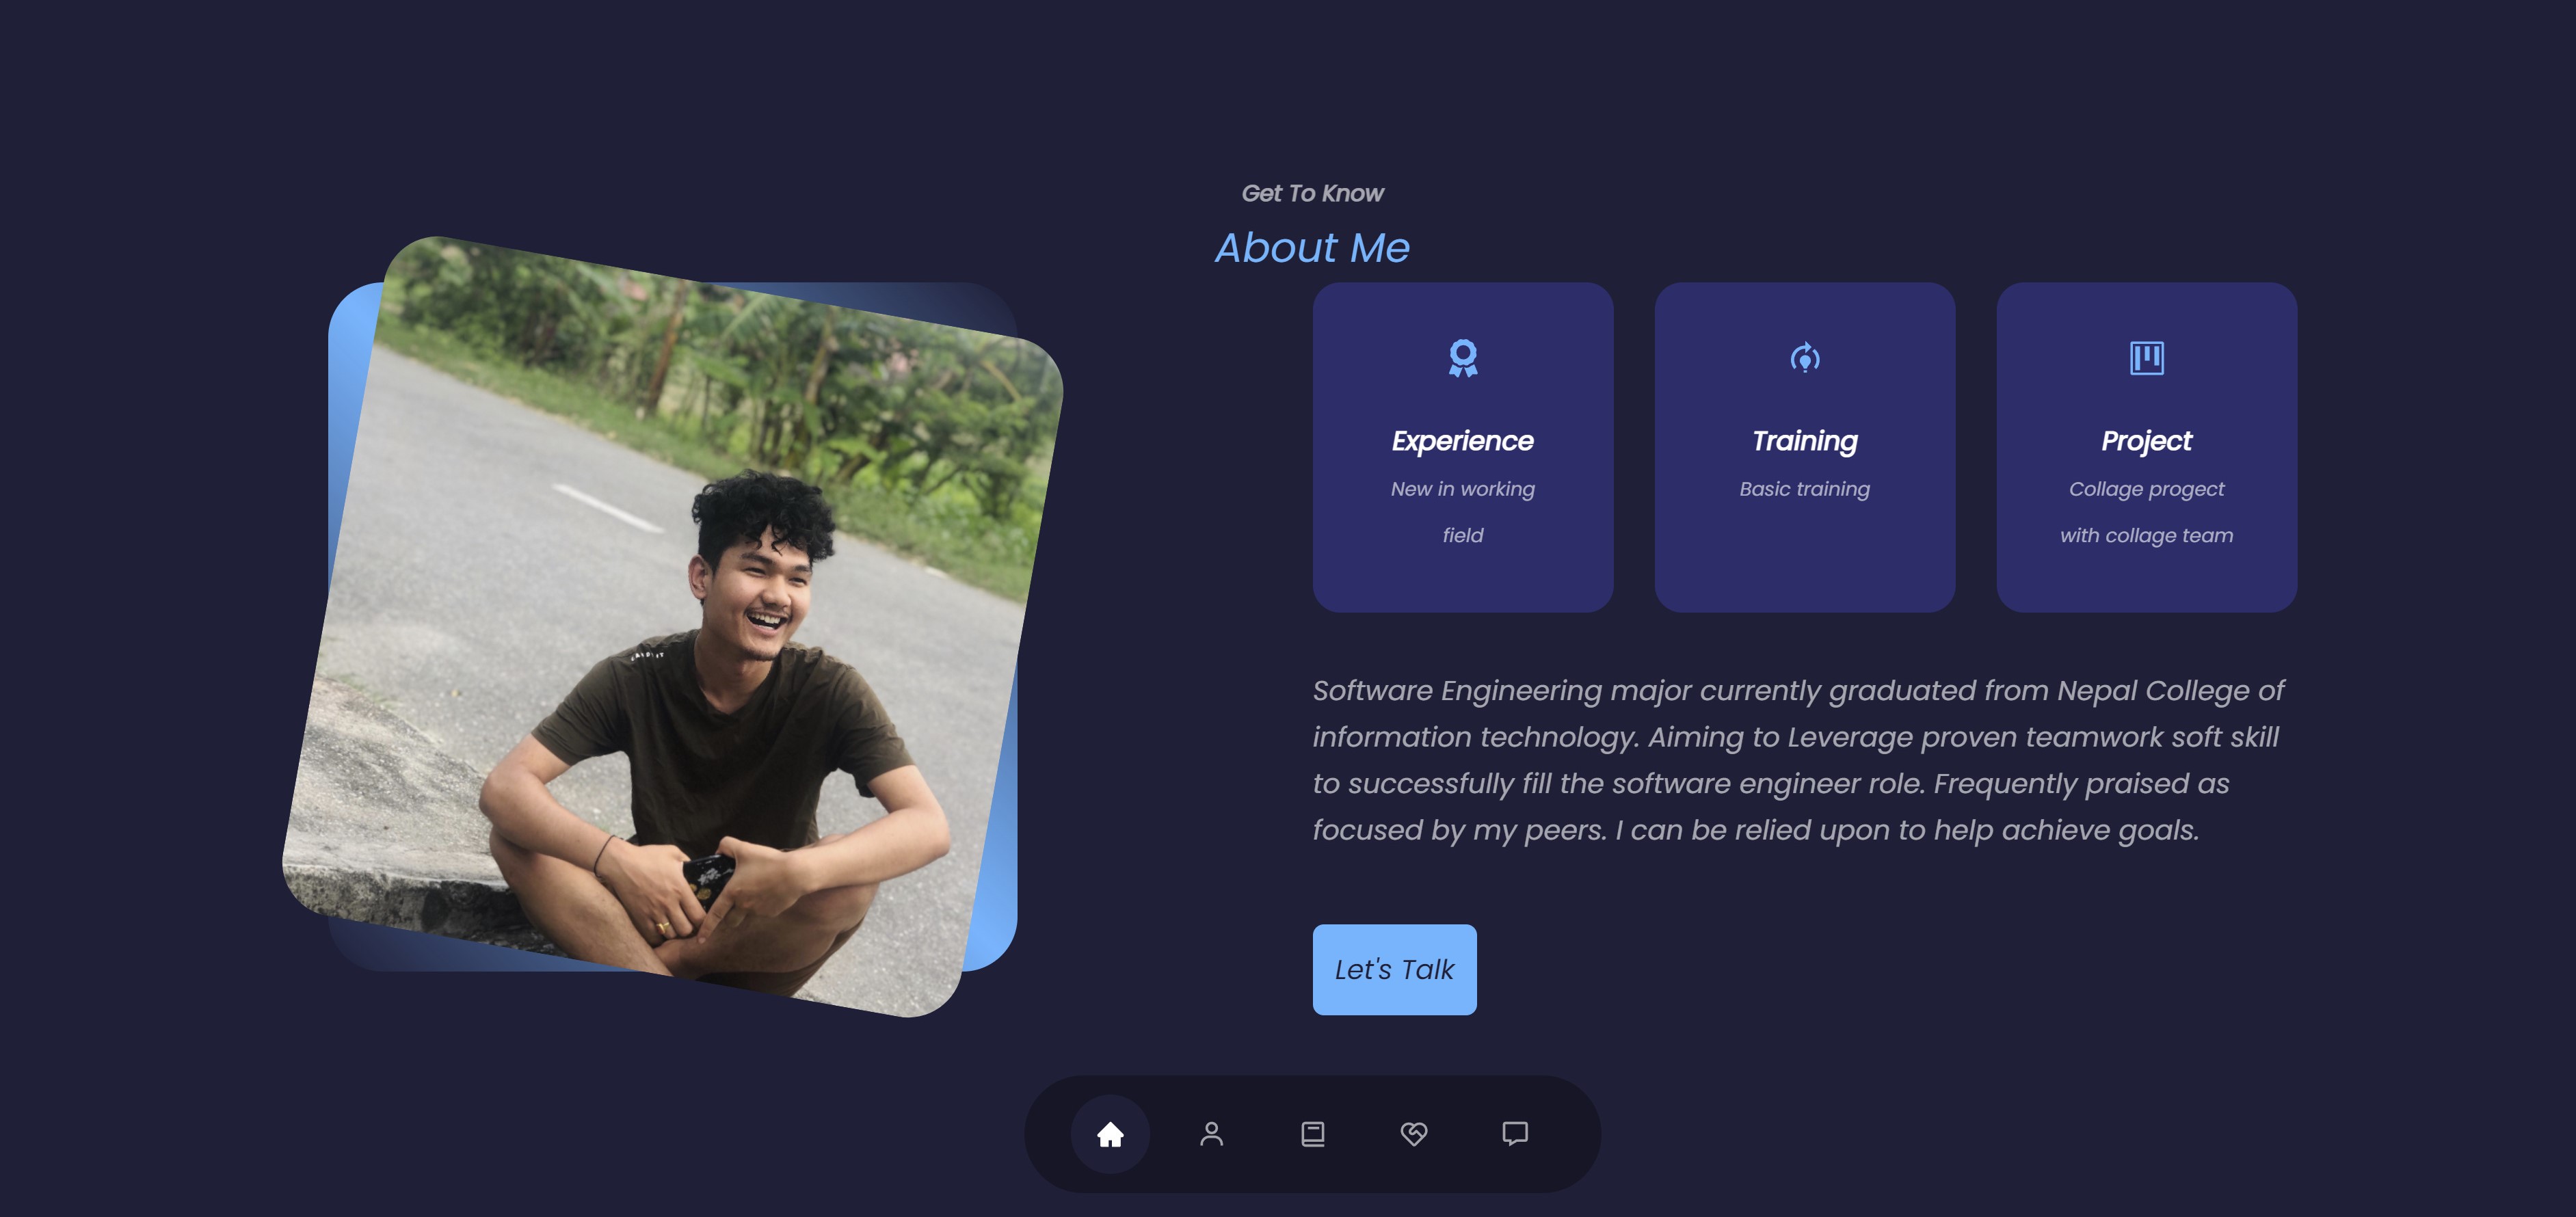 Get To Know
About Me
Experience
New in working
field
Training
Basic training
Project
Collage progect
with collage team
Software Engineering major currently graduated from Nepal College of
information technology. Aiming to Leverage proven teamwork soft skill
to successfully fill the software engineer role. Frequently praised as
focused by my peers. I can be relied upon to help achieve goals.
Let's Talk